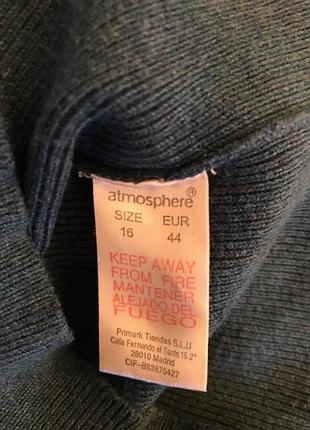 atmosphere®
SIZE EUR
16 44
KEEP AWAY
FROM FIRE
MANTENER
ALEJADO DEL
FUEGO
Primark Tiendas S.L.U
Calle Fernando el Santo 15 2º
28010 Madrid
CIF-B83875427